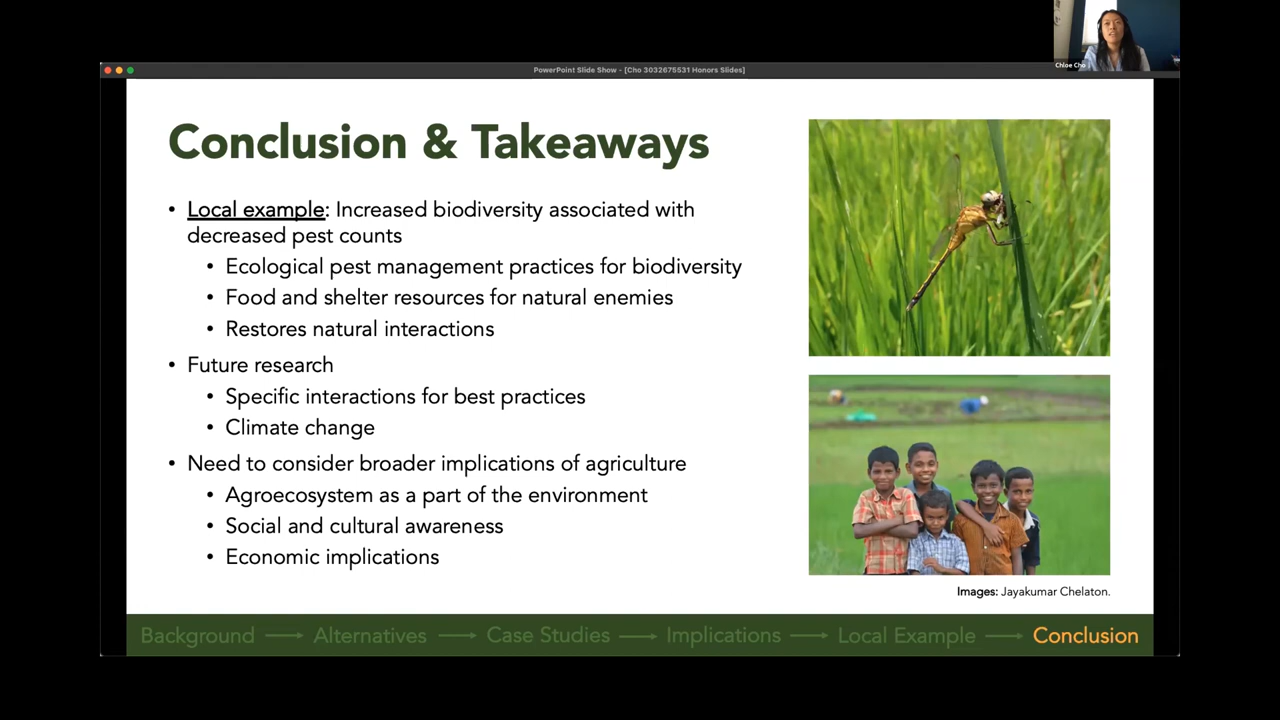 Chloe Cho
PowerPoint Slide Show - [Cho 3032675531 Honors Slides]
Conclusion & Takeaways
• Local example: Increased biodiversity associated with
decreased pest counts
• Ecological pest management practices for biodiversity
• Food and shelter resources for natural enemies
• Restores natural interactions
• Future research
• Specific interactions for best practices
• Climate change
• Need to consider broader implications of agriculture
• Agroecosystem as a part of the environment
• Social and cultural awareness
• Economic implications
Images: Jayakumar Chelaton.
Background → Alternatives → Case Studies → Implications → Local Example → Conclusion